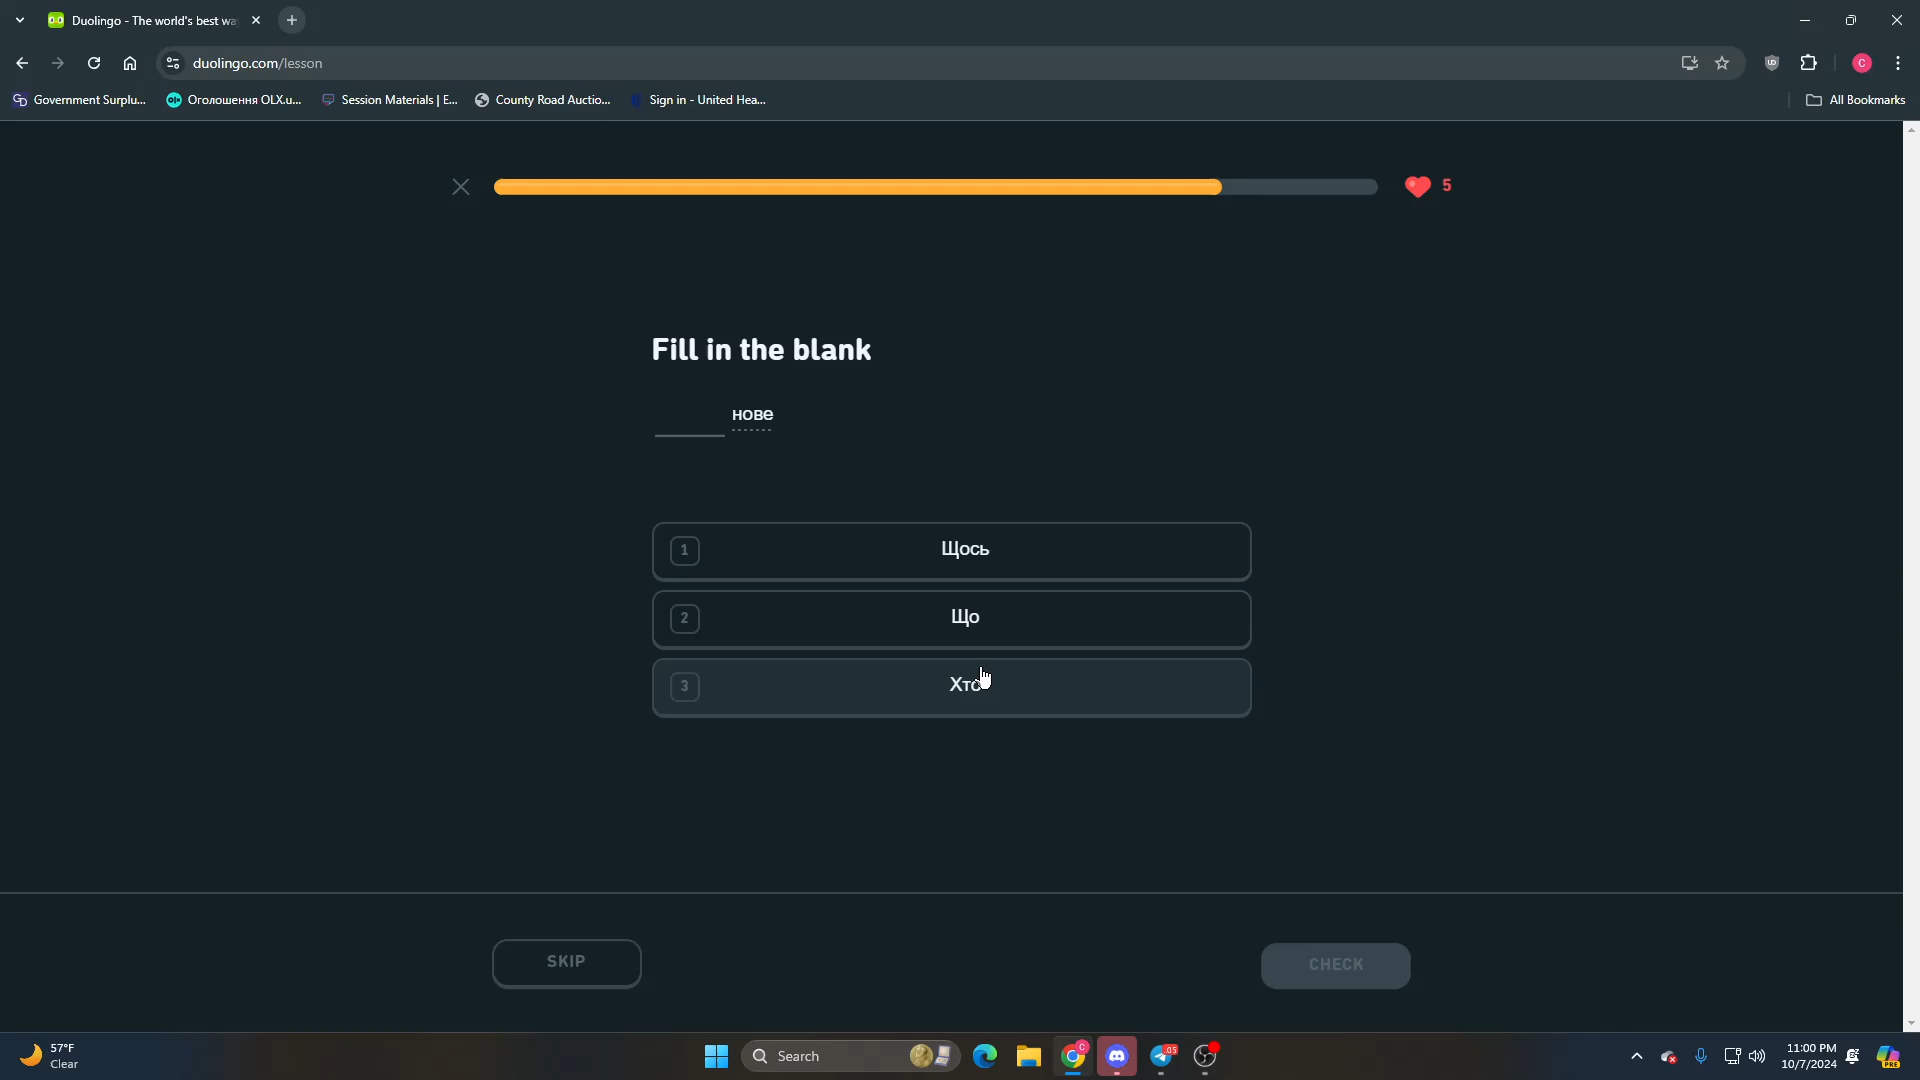 Duolingo - The world's best wa
duolingo.com/lesson
C
Government Surplu...
Оголошення OLX.u...
Session Materials | E...
County Road Auctio...
Sign in - United Hea...
All Bookmarks
5
Fill in the blank
нове
1 Щось
2 Що
3 Хто
SKIP
CHECK
57°F
Clear
Search
11:00 PM
10/7/2024